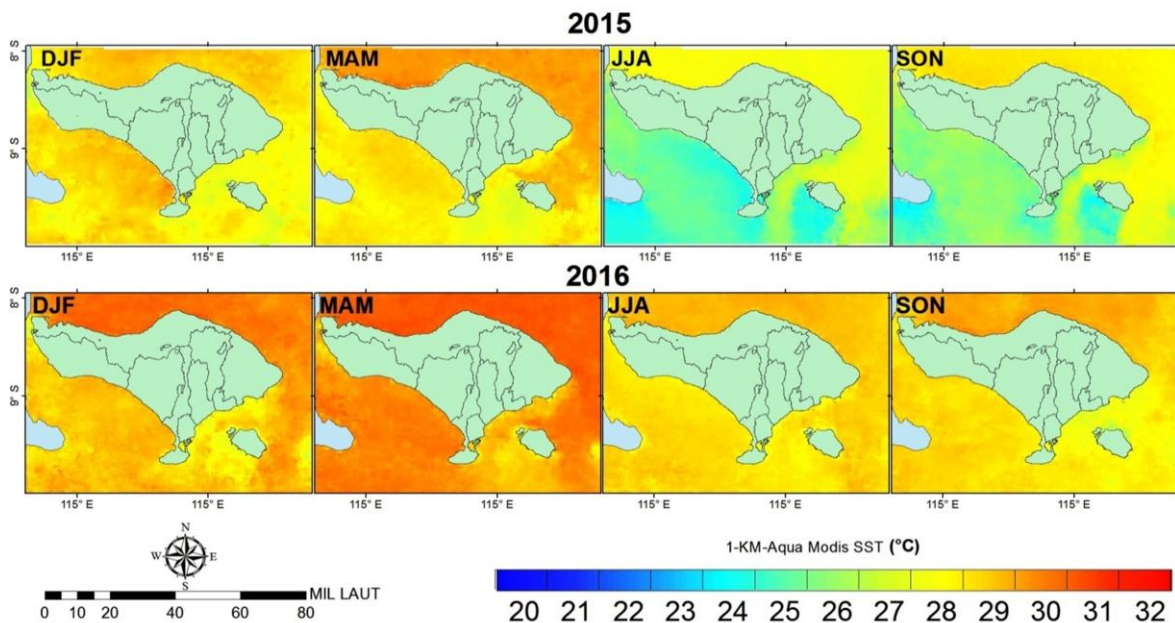 2015
DJF MAM JJA SON
8° S
9° S
115° E 115° E 115° E 115° E 115° E 115° E 115° E 115° E
2016
DJF MAM JJA SON
8° S
9° S
115° E 115° E 115° E 115° E 115° E 115° E 115° E 115° E
N
W E
S
MIL LAUT
0 10 20 40 60 80
1-KM-Aqua Modis SST (°C)
20 21 22 23 24 25 26 27 28 29 30 31 32